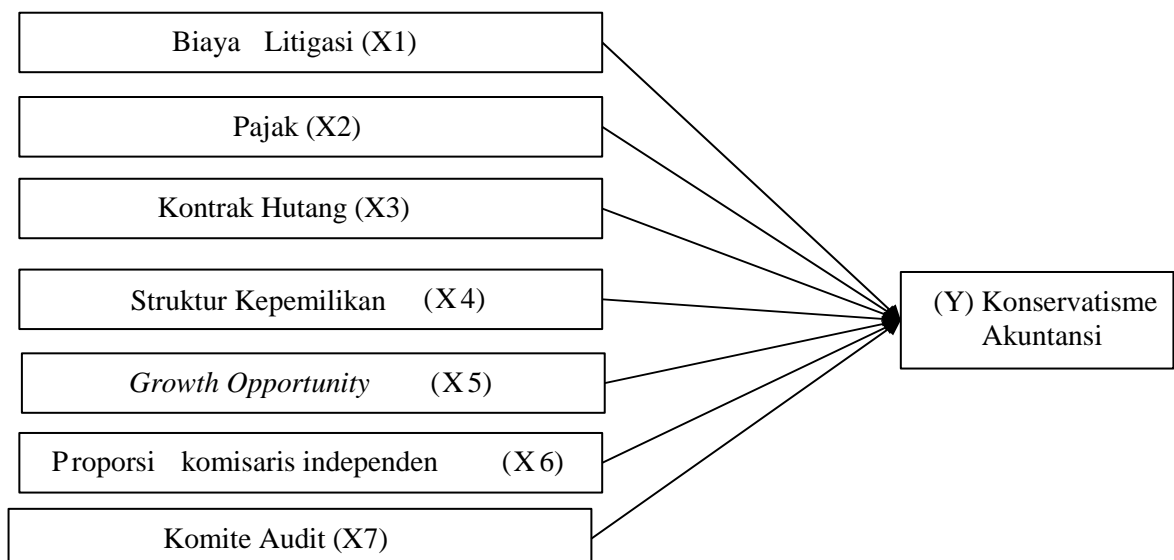 Biaya Litigasi (X1)
Pajak (X2)
Kontrak Hutang (X3)
Struktur Kepemilikan (X4)
Growth Opportunity (X5)
Proporsi komisaris independen (X6)
Komite Audit (X7)
(Y) Konservatisme
Akuntansi